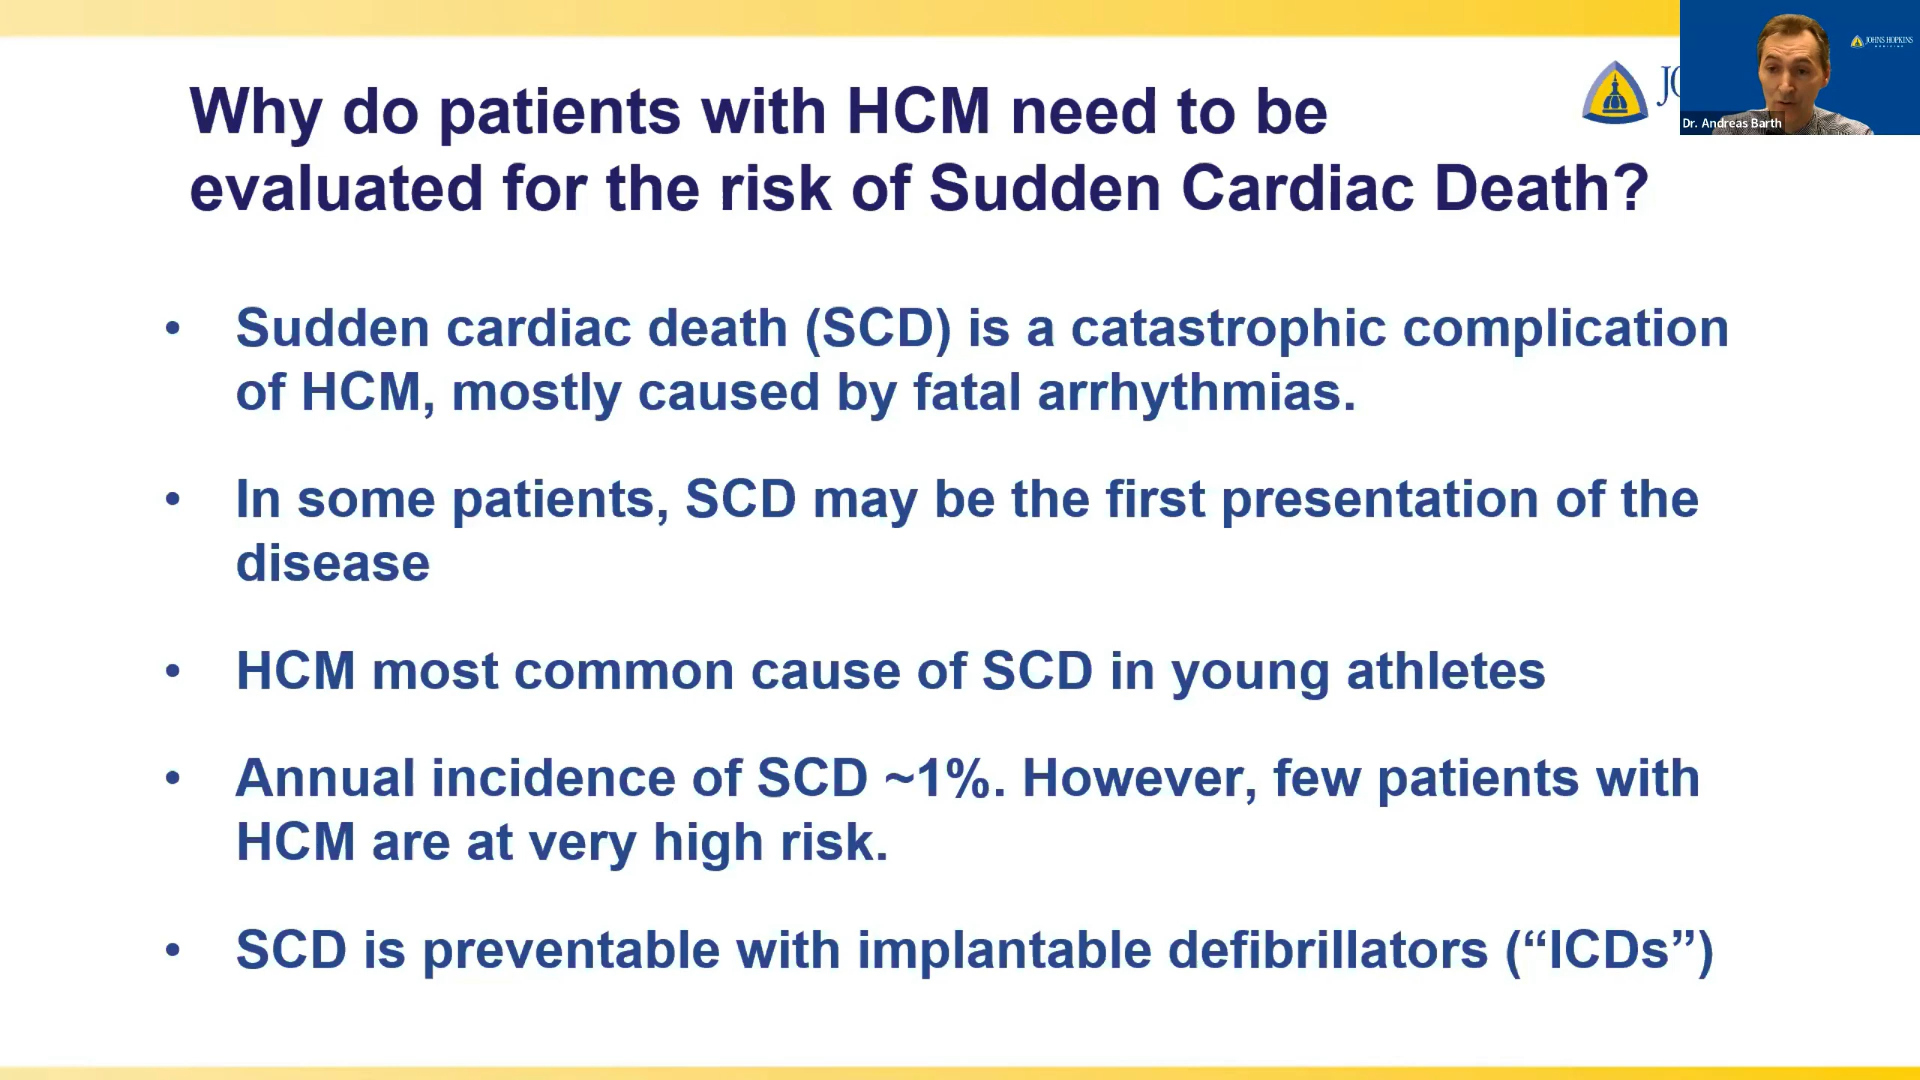 Why do patients with HCM need to be
evaluated for the risk of Sudden Cardiac Death?
JOHNS HOPKINS
MEDICINE
Dr. Andreas Barth
• Sudden cardiac death (SCD) is a catastrophic complication
of HCM, mostly caused by fatal arrhythmias.
• In some patients, SCD may be the first presentation of the
disease
• HCM most common cause of SCD in young athletes
• Annual incidence of SCD ~1%. However, few patients with
HCM are at very high risk.
• SCD is preventable with implantable defibrillators (“ICDs”)